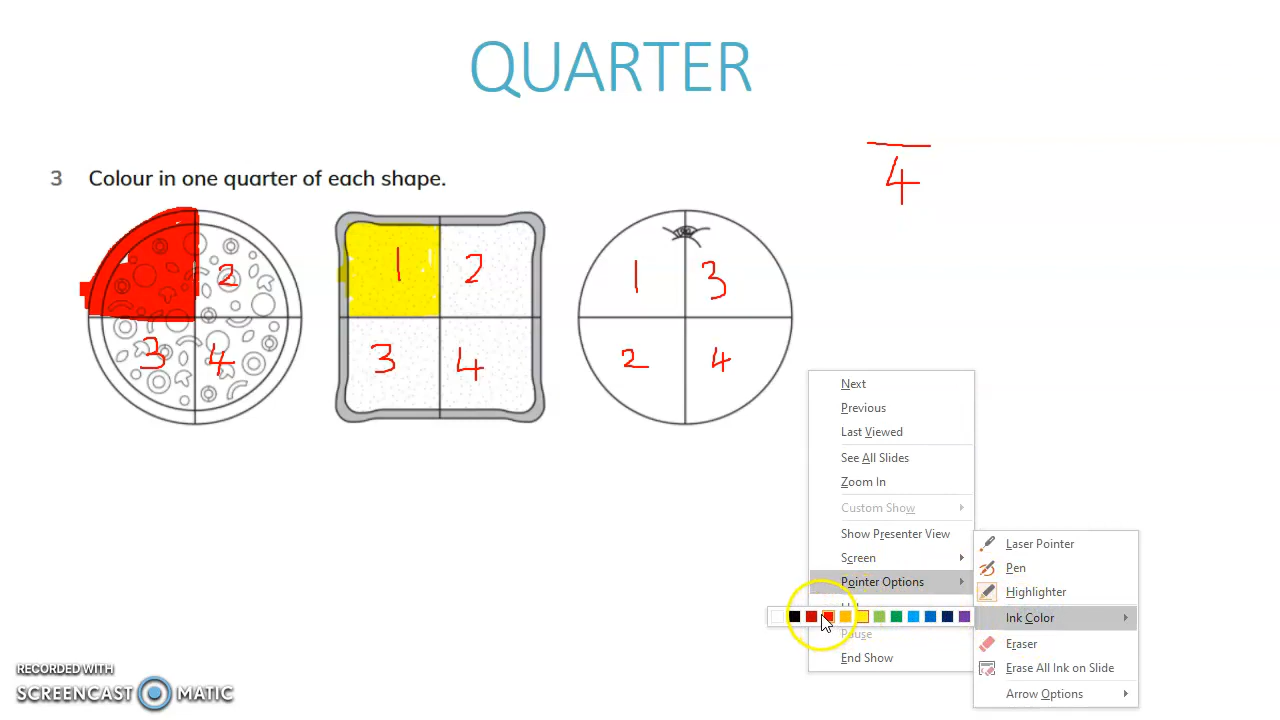 QUARTER
4
3 Colour in one quarter of each shape.
2
3 4
1 2
3 4
1 3
2 4
Next
Previous
Last Viewed
See All Slides
Zoom In
Custom Show
Show Presenter View
Screen
Pointer Options
Pause
End Show
Laser Pointer
Pen
Highlighter
Ink Color
Eraser
Erase All Ink on Slide
Arrow Options
RECORDED WITH
SCREENCAST MATIC